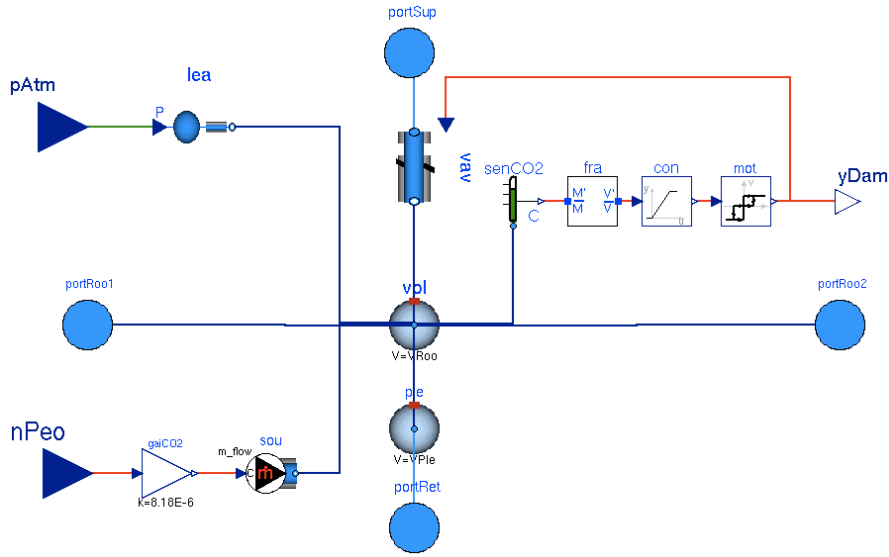 portSup
pAtm
lea
P
vav
senCO2
fra
con
mot
yDam
M'
M
V'
V
y
u
v
C
portRoo1
vol
portRoo2
V=VRoo
ple
nPeo
gaiCO2
m_flow
sou
C
ṁ
V=VPle
k=8.18E-6
portRet